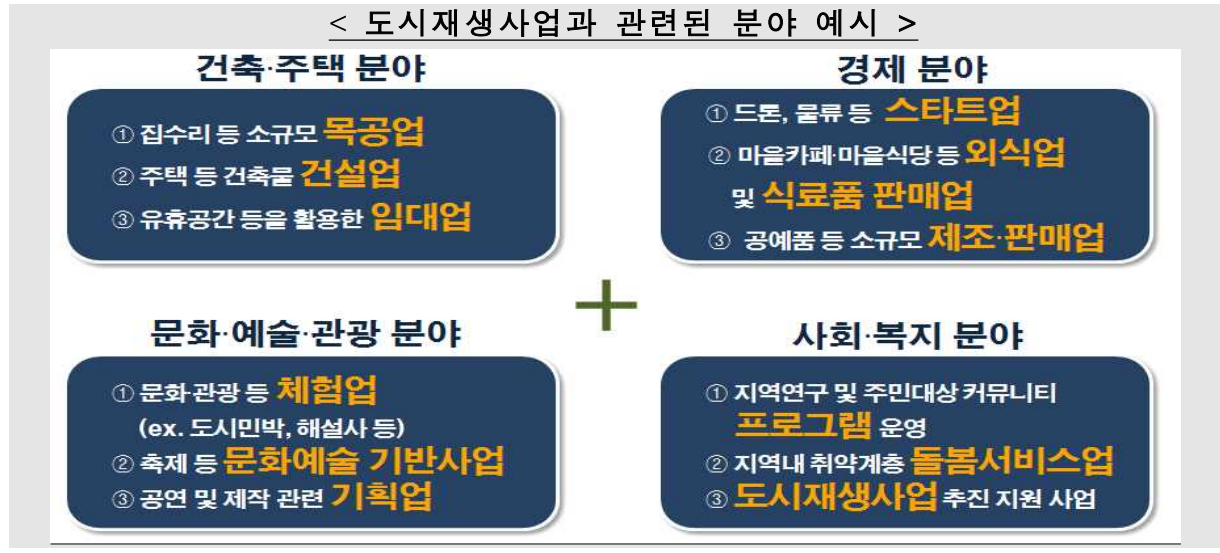 < 도시재생사업과 관련된 분야 예시 >
건축·주택 분야
① 집수리 등 소규모 목공업
② 주택 등 건축물 건설업
③ 유휴공간 등을 활용한 임대업
경제 분야
① 드론, 물류 등 스타트업
② 마을카페·마을식당 등 외식업
및 식료품 판매업
③ 공예품 등 소규모 제조·판매업
+
문화·예술·관광 분야
① 문화·관광 등 체험업
(ex. 도시민박, 해설사 등)
② 축제 등 문화예술 기반사업
③ 공연 및 제작 관련 기획업
사회·복지 분야
① 지역연구 및 주민대상 커뮤니티
프로그램 운영
② 지역내 취약계층 돌봄서비스업
③ 도시재생사업 추진 지원 사업